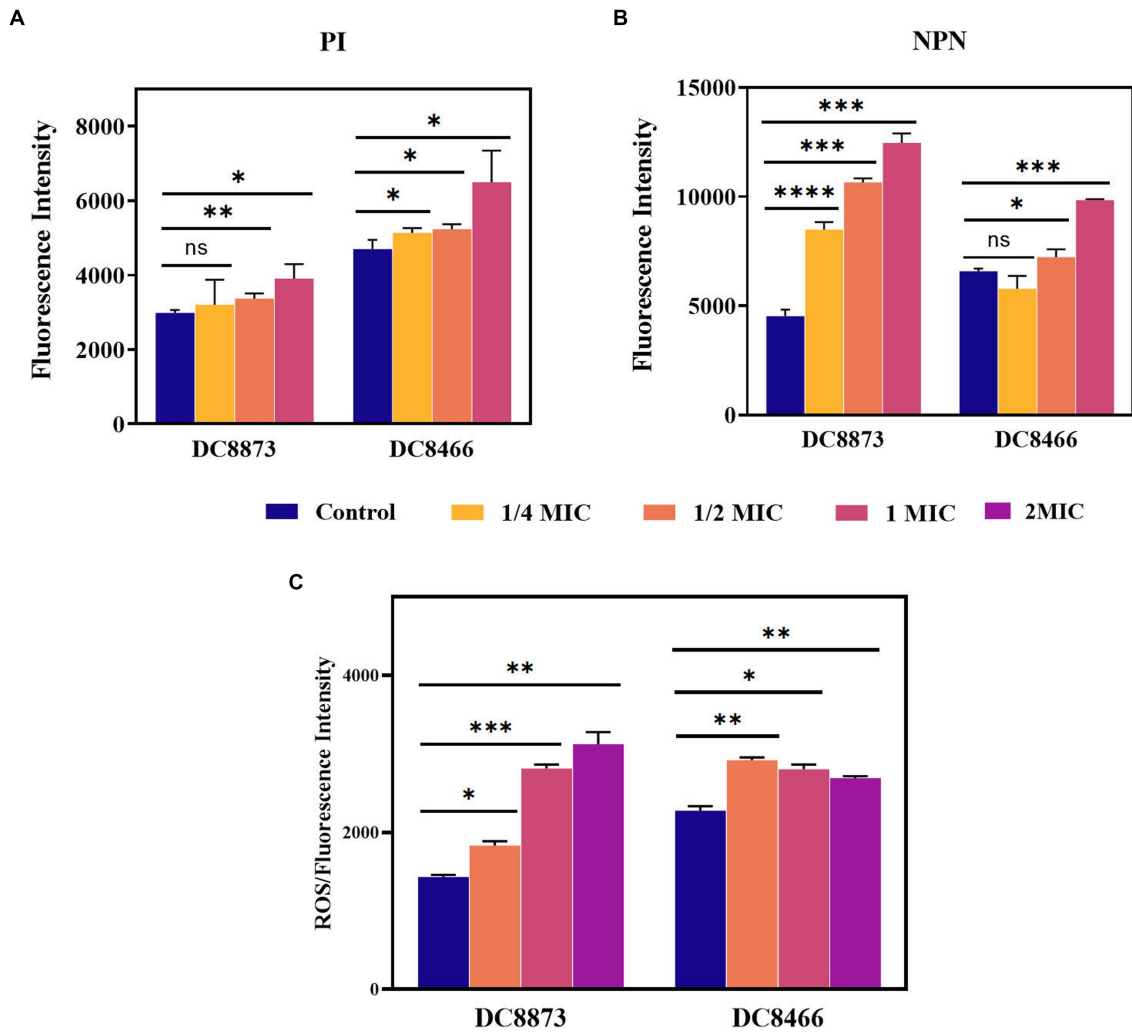 A
PI
Fluorescence Intensity
8000
6000
4000
2000
0
ns
**
*
*
*
*
DC8873
DC8466
B
NPN
Fluorescence Intensity
15000
10000
5000
0
****
***
***
ns
*
***
DC8873
DC8466
Control
1/4 MIC
1/2 MIC
1 MIC
2MIC
C
ROS/Fluorescence Intensity
4000
2000
0
*
***
**
**
*
**
DC8873
DC8466